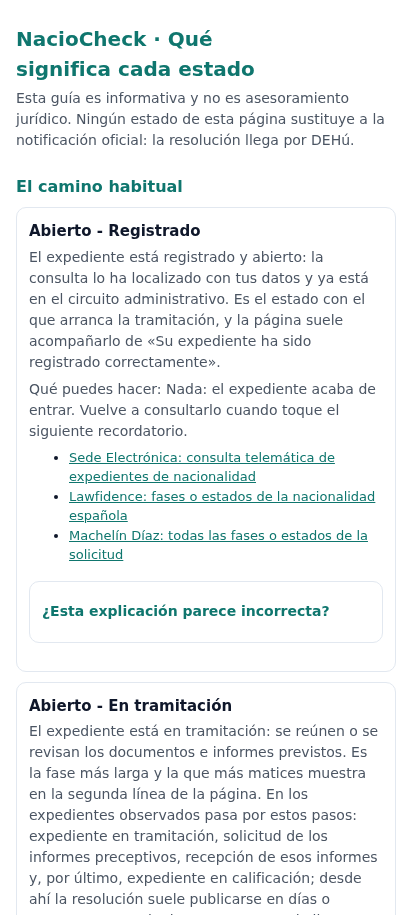 NacioCheck · Qué
significa cada estado
Esta guía es informativa y no es asesoramiento
jurídico. Ningún estado de esta página sustituye a la
notificación oficial: la resolución llega por DEHú.
El camino habitual
Abierto - Registrado
El expediente está registrado y abierto: la
consulta lo ha localizado con tus datos y ya está
en el circuito administrativo. Es el estado con el
que arranca la tramitación, y la página suele
acompañarlo de «Su expediente ha sido
registrado correctamente».
Qué puedes hacer: Nada: el expediente acaba de
entrar. Vuelve a consultarlo cuando toque el
siguiente recordatorio.
• Sede Electrónica: consulta telemática de
expedientes de nacionalidad
• Lawfidence: fases o estados de la nacionalidad
española
• Machelín Díaz: todas las fases o estados de la
solicitud
¿Esta explicación parece incorrecta?
Abierto - En tramitación
El expediente está en tramitación: se reúnen o se
revisan los documentos e informes previstos. Es
la fase más larga y la que más matices muestra
en la segunda línea de la página. En los
expedientes observados pasa por estos pasos:
expediente en tramitación, solicitud de los
informes preceptivos, recepción de esos informes
y, por último, expediente en calificación; desde
ahí la resolución suele publicarse en días o